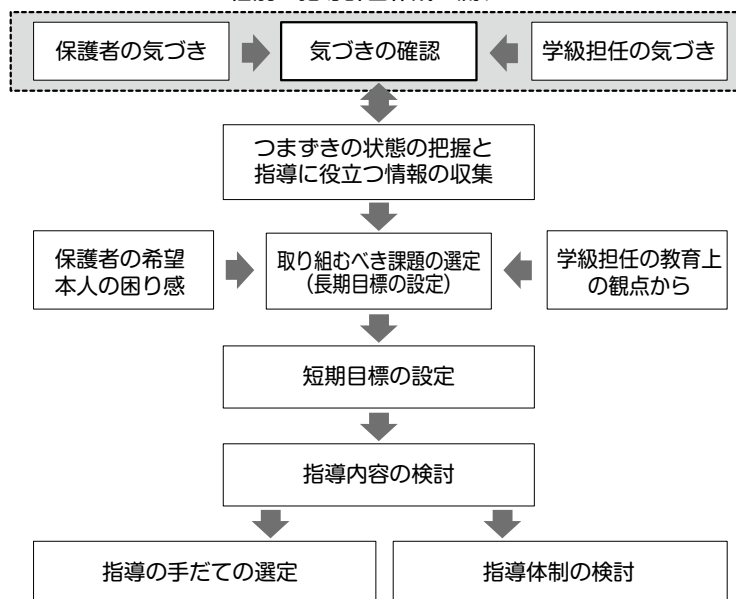 保護者の気づき
気づきの確認
学級担任の気づき
つまずきの状態の把握と
指導に役立つ情報の収集
保護者の希望
本人の困り感
取り組むべき課題の選定
（長期目標の設定）
学級担任の教育上
の観点から
短期目標の設定
指導内容の検討
指導の手だての選定
指導体制の検討